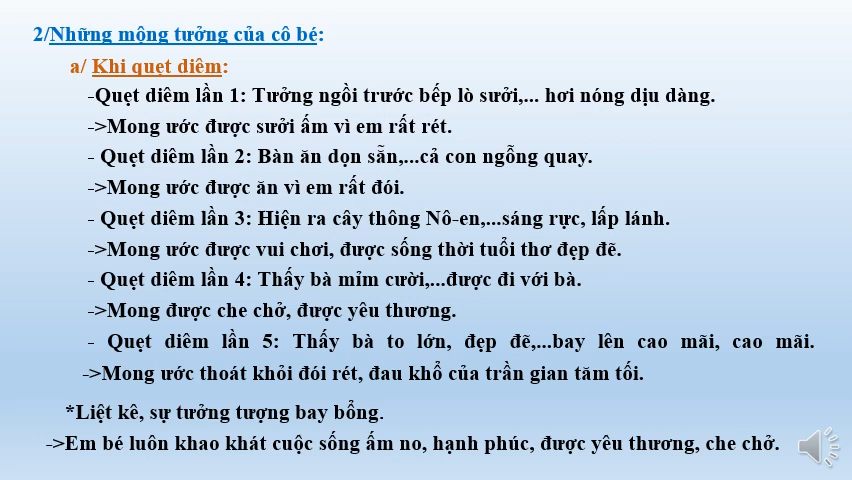 2/Những mộng tưởng của cô bé:
a/ Khi quẹt diêm:
-Quẹt diêm lần 1: Tưởng ngồi trước bếp lò sưởi,... hơi nóng dịu dàng.
->Mong ước được sưởi ấm vì em rất rét.
- Quẹt diêm lần 2: Bàn ăn dọn sẵn,...cả con ngỗng quay.
->Mong ước được ăn vì em rất đói.
- Quẹt diêm lần 3: Hiện ra cây thông Nô-en,...sáng rực, lấp lánh.
->Mong ước được vui chơi, được sống thời tuổi thơ đẹp đẽ.
- Quẹt diêm lần 4: Thấy bà mỉm cười,...được đi với bà.
->Mong được che chở, được yêu thương.
- Quẹt diêm lần 5: Thấy bà to lớn, đẹp đẽ,...bay lên cao mãi, cao mãi.
->Mong ước thoát khỏi đói rét, đau khổ của trần gian tăm tối.
*Liệt kê, sự tưởng tượng bay bổng.
->Em bé luôn khao khát cuộc sống ấm no, hạnh phúc, được yêu thương, che chở.